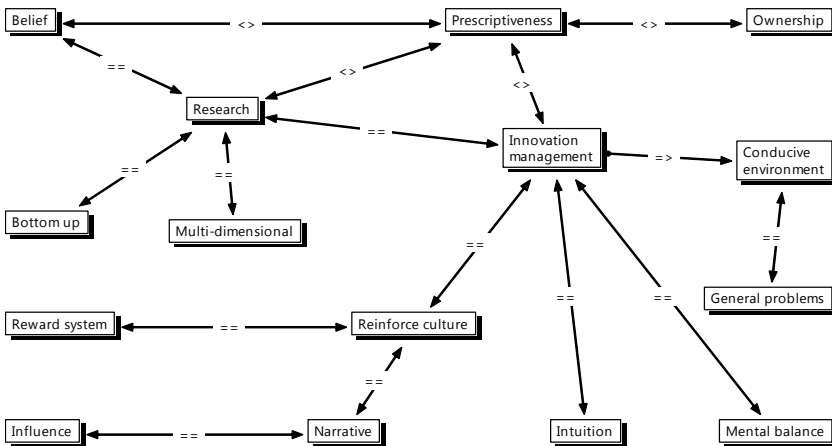 Belief
<>
Prescriptiveness
<>
Ownership
==
<>
<>
Research
==
Innovation
management
=>
Conducive
environment
==
==
Bottom up
Multi-dimensional
==
==
==
==
General problems
Reward system
==
Reinforce culture
==
Influence
==
Narrative
Intuition
Mental balance